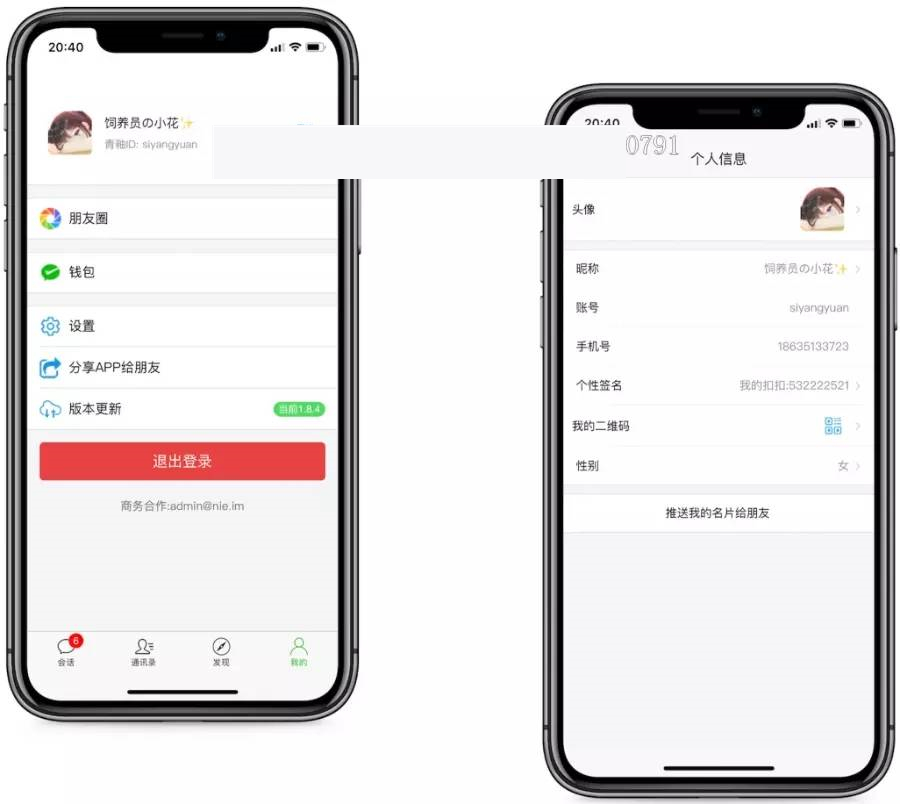 20:40
饲养员の小花✨
青釉ID: siyangyuan
朋友圈
钱包
设置
分享APP给朋友
版本更新
当前1.8.4
退出登录
商务合作:admin@nie.im
6
会话
通讯录
发现
我的
20:40
0791
个人信息
头像
昵称
饲养员の小花✨
账号
siyangyuan
手机号
18635133723
个性签名
我的扣扣:532222521
我的二维码
性别
女
推送我的名片给朋友